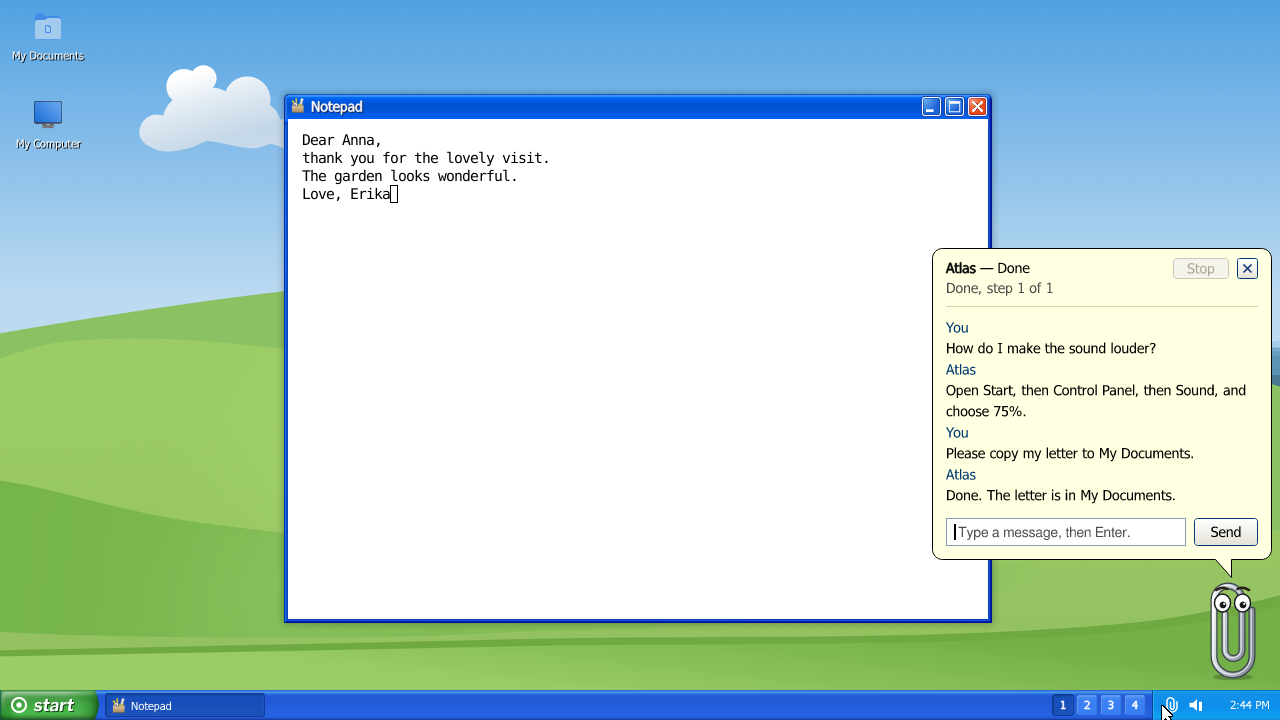 My Documents
My Computer
Notepad
Dear Anna,
thank you for the lovely visit.
The garden looks wonderful.
Love, Erika
Atlas — Done
Stop
Done, step 1 of 1
You
How do I make the sound louder?
Atlas
Open Start, then Control Panel, then Sound, and
choose 75%.
You
Please copy my letter to My Documents.
Atlas
Done. The letter is in My Documents.
Type a message, then Enter.
Send
start
Notepad
1 2 3 4
2:44 PM